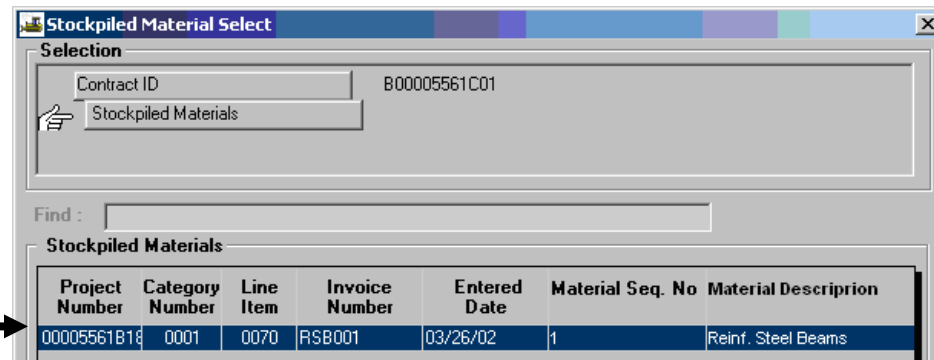 Stockpiled Material Select
Selection
Contract ID B00005561C01
Stockpiled Materials
Find :
Stockpiled Materials
Project Number Category Number Line Item Invoice Number Entered Date Material Seq. No Material Descriprion
00005561B18 0001 0070 RSB001 03/26/02 1 Reinf. Steel Beams